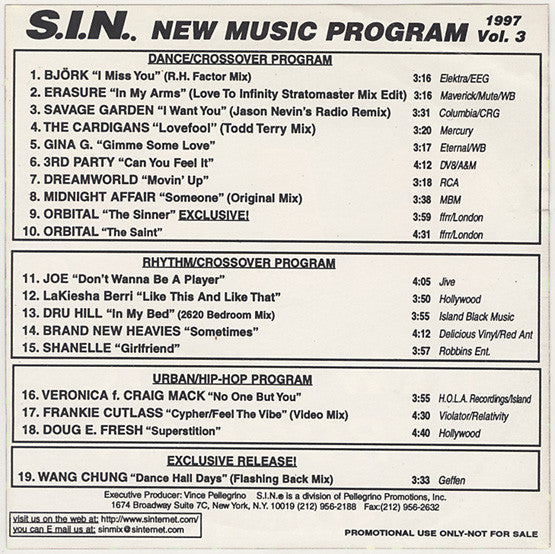 S.I.N.. NEW MUSIC PROGRAM 1997 Vol. 3
DANCE/CROSSOVER PROGRAM
1. BJÖRK “I Miss You” (R.H. Factor Mix) 3:16 Elektra/EEG
2. ERASURE “In My Arms” (Love To Infinity Stratomaster Mix Edit) 3:16 Maverick/Mute/WB
3. SAVAGE GARDEN “I Want You” (Jason Nevin's Radio Remix) 3:31 Columbia/CRG
4. THE CARDIGANS “Lovefool” (Todd Terry Mix) 3:20 Mercury
5. GINA G. “Gimme Some Love” 3:17 Eternal/WB
6. 3RD PARTY “Can You Feel It” 4:12 DV8/A&M
7. DREAMWORLD “Movin' Up” 3:18 RCA
8. MIDNIGHT AFFAIR “Someone” (Original Mix) 3:38 MBM
9. ORBITAL “The Sinner” EXCLUSIVE! 3:59 ffrr/London
10. ORBITAL “The Saint” 4:31 ffrr/London
RHYTHM/CROSSOVER PROGRAM
11. JOE “Don't Wanna Be A Player” 4:05 Jive
12. LaKiesha Berri “Like This And Like That” 3:50 Hollywood
13. DRU HILL “In My Bed” (2620 Bedroom Mix) 3:55 Island Black Music
14. BRAND NEW HEAVIES “Sometimes” 4:12 Delicious Vinyl/Red Ant
15. SHANELLE “Girlfriend” 3:57 Robbins Ent.
URBAN/HIP-HOP PROGRAM
16. VERONICA f. CRAIG MACK “No One But You” 3:55 H.O.L.A. Recordings/Island
17. FRANKIE CUTLASS “Cypher/Feel The Vibe” (Video Mix) 4:30 Violator/Relativity
18. DOUG E. FRESH “Superstition” 4:40 Hollywood
EXCLUSIVE RELEASE!
19. WANG CHUNG “Dance Hall Days” (Flashing Back Mix) 3:33 Geffen
Executive Producer: Vince Pellegrino S.I.N.e is a division of Pellegrino Promotions, Inc.
1674 Broadway Suite 7C, New York, N.Y. 10019 (212) 956-2188 Fax:(212) 956-2632
visit us on the web at: http://www.sinternet.com/
you can E mail us at: sinmix@sinternet.com
PROMOTIONAL USE ONLY-NOT FOR SALE